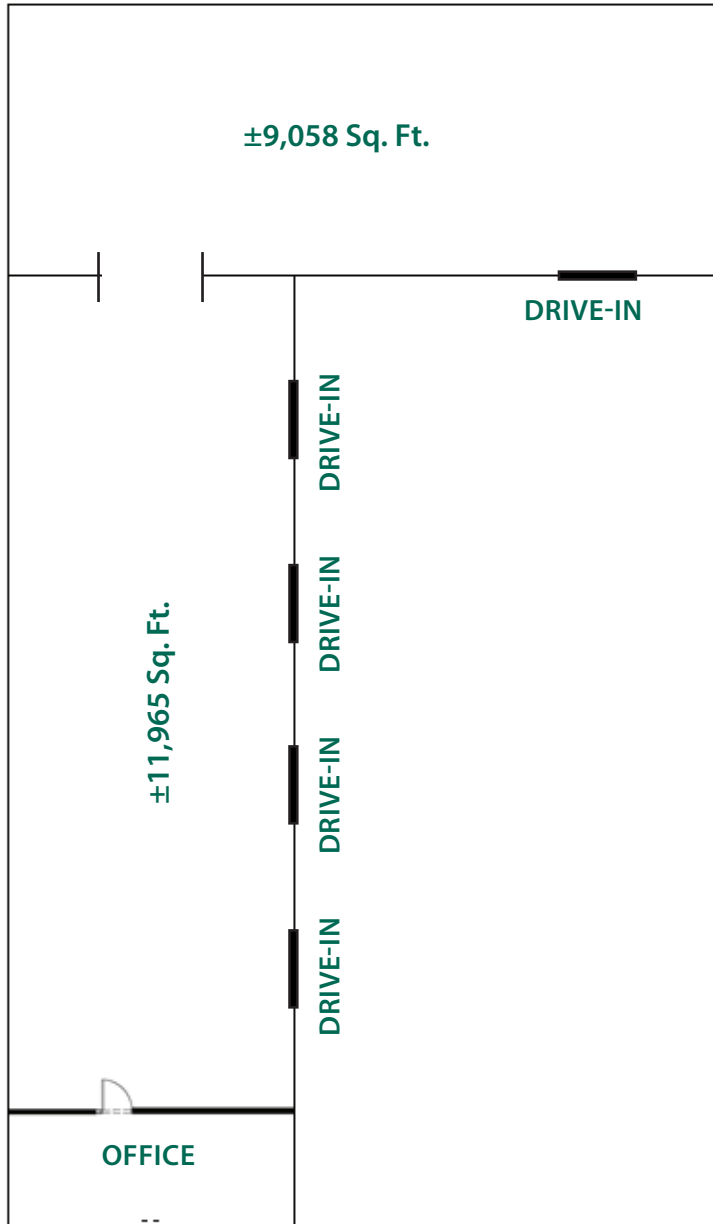 ±9,058 Sq. Ft.
DRIVE-IN
DRIVE-IN
DRIVE-IN
±11,965 Sq. Ft.
DRIVE-IN
DRIVE-IN
OFFICE